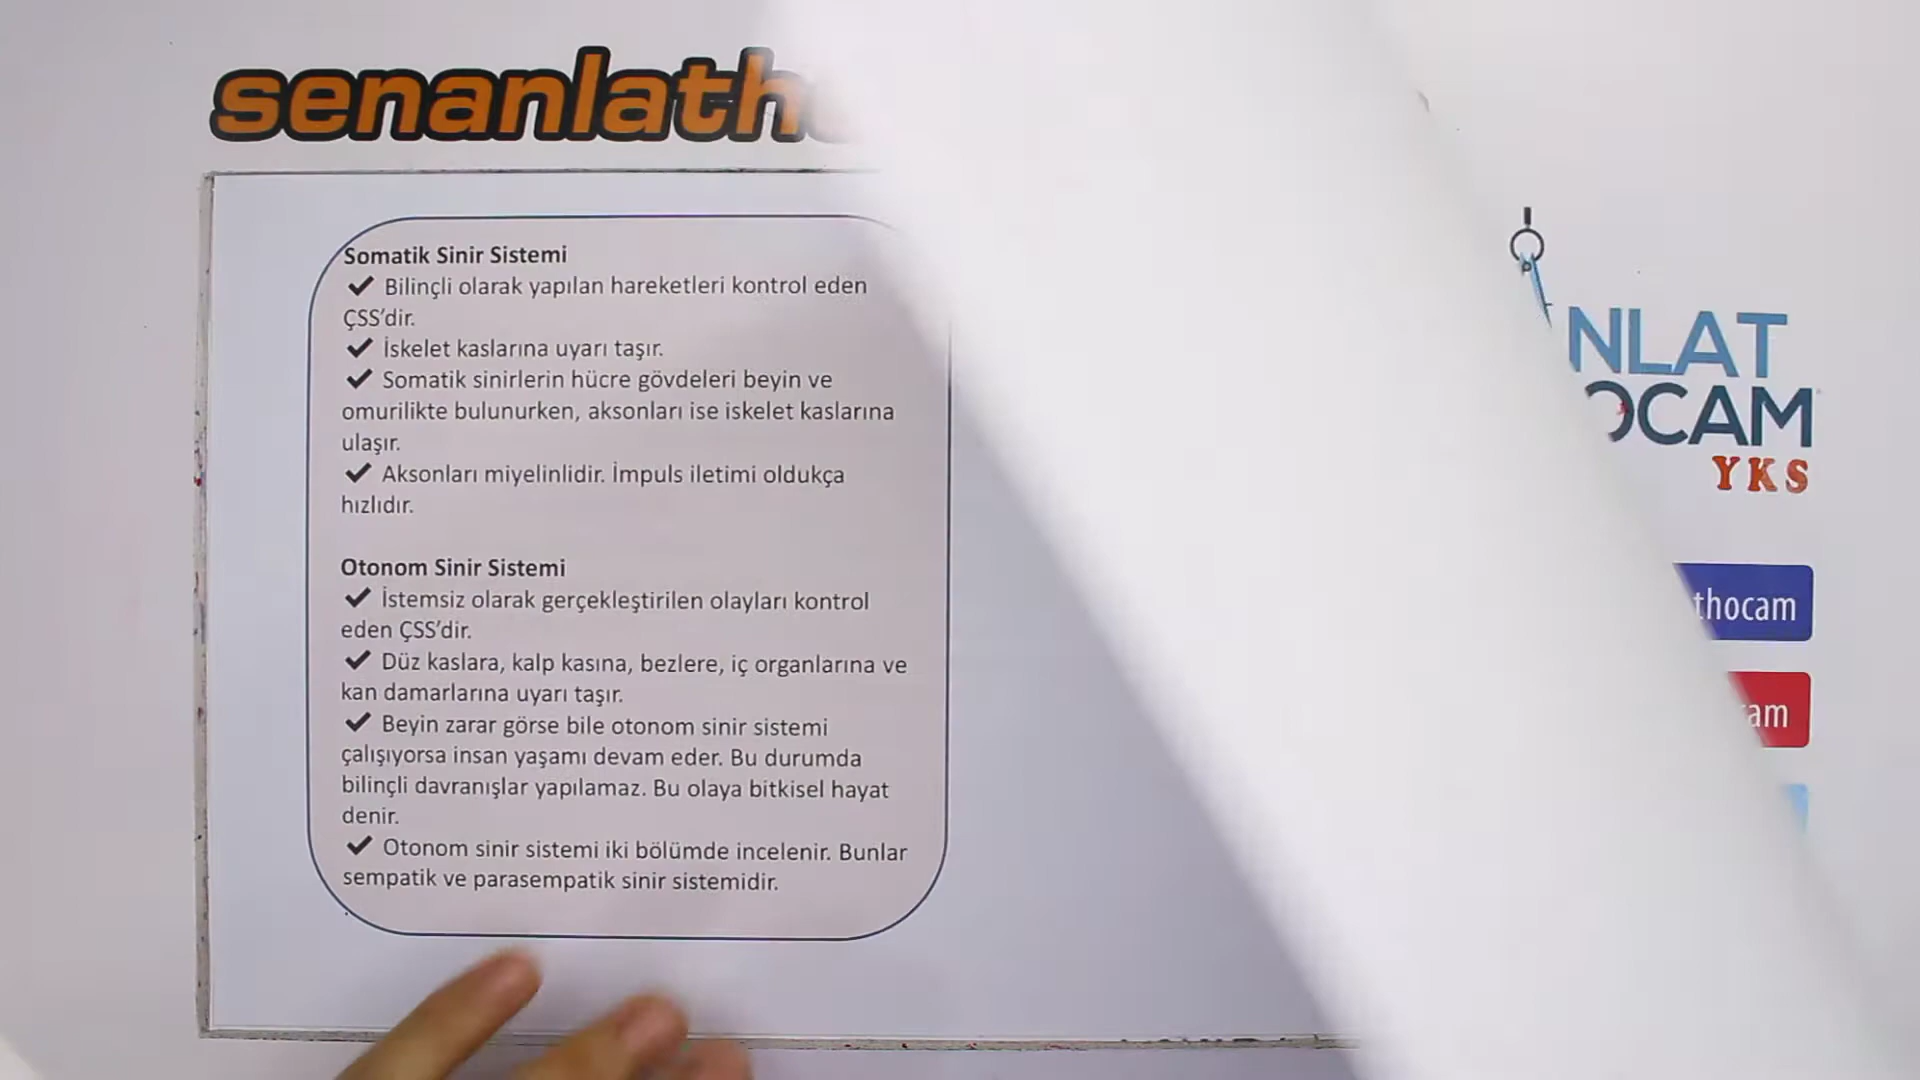 senanlath
Somatik Sinir Sistemi
✔ Bilinçli olarak yapılan hareketleri kontrol eden
ÇSS’dir.
✔ İskelet kaslarına uyarı taşır.
✔ Somatik sinirlerin hücre gövdeleri beyin ve
omurilikte bulunurken, aksonları ise iskelet kaslarına
ulaşır.
✔ Aksonları miyelinlidir. İmpuls iletimi oldukça
hızlıdır.
Otonom Sinir Sistemi
✔ İstemsiz olarak gerçekleştirilen olayları kontrol
eden ÇSS’dir.
✔ Düz kaslara, kalp kasına, bezlere, iç organlarına ve
kan damarlarına uyarı taşır.
✔ Beyin zarar görse bile otonom sinir sistemi
çalışıyorsa insan yaşamı devam eder. Bu durumda
bilinçli davranışlar yapılamaz. Bu olaya bitkisel hayat
denir.
✔ Otonom sinir sistemi iki bölümde incelenir. Bunlar
sempatik ve parasempatik sinir sistemidir.
NLAT
OCAM
YKS
thocam
am